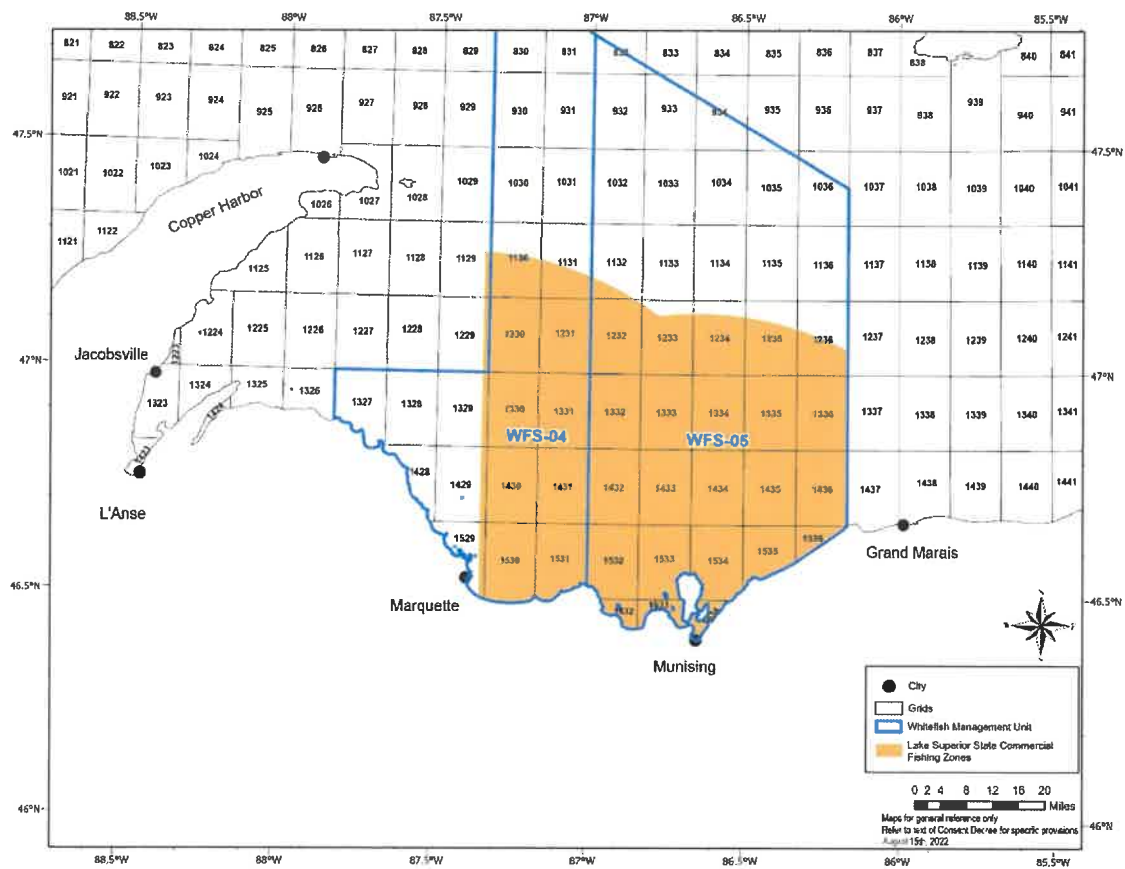 88.5°W 88°W 87.5°W 87°W 86.5°W 86°W 85.5°W
821 822 823 824 825 826 827 828 829 830 831 833 834 835 836 837 838 840 841
921 922 923 924 925 926 927 928 929 930 931 932 933 934 935 936 937 938 939 940 941
47.5°N 47.5°N
1021 1022 1023 1024 1026 1027 1028 1029 1030 1031 1032 1033 1034 1035 1036 1037 1038 1039 1040 1041
Copper Harbor
1121 1122 1125 1126 1127 1128 1129 1130 1131 1132 1133 1134 1135 1136 1137 1138 1139 1140 1141
1224 1225 1226 1227 1228 1229 1230 1231 1232 1233 1234 1235 1236 1237 1238 1239 1240 1241
Jacobsville
47°N 47°N
1323 1324 1325 1326 1327 1328 1329 1330 1331 1332 1333 1334 1335 1336 1337 1338 1339 1340 1341
WFS-04 WFS-05
1423 1428 1429 1430 1431 1432 1433 1434 1435 1436 1437 1438 1439 1440 1441
L'Anse
1529 1530 1531 1532 1533 1534 1535 1536
Grand Marais
46.5°N 46.5°N
Marquette
1632
Munising
City
Grids
Whitefish Management Unit
Lake Superior State Commercial
Fishing Zones
0 2 4 8 12 16 20
Miles
46°N 46°N
Maps for general reference only
Refer to text of Consent Decree for specific provisions
August 15th, 2022
88.5°W 88°W 87.5°W 87°W 86.5°W 86°W 85.5°W